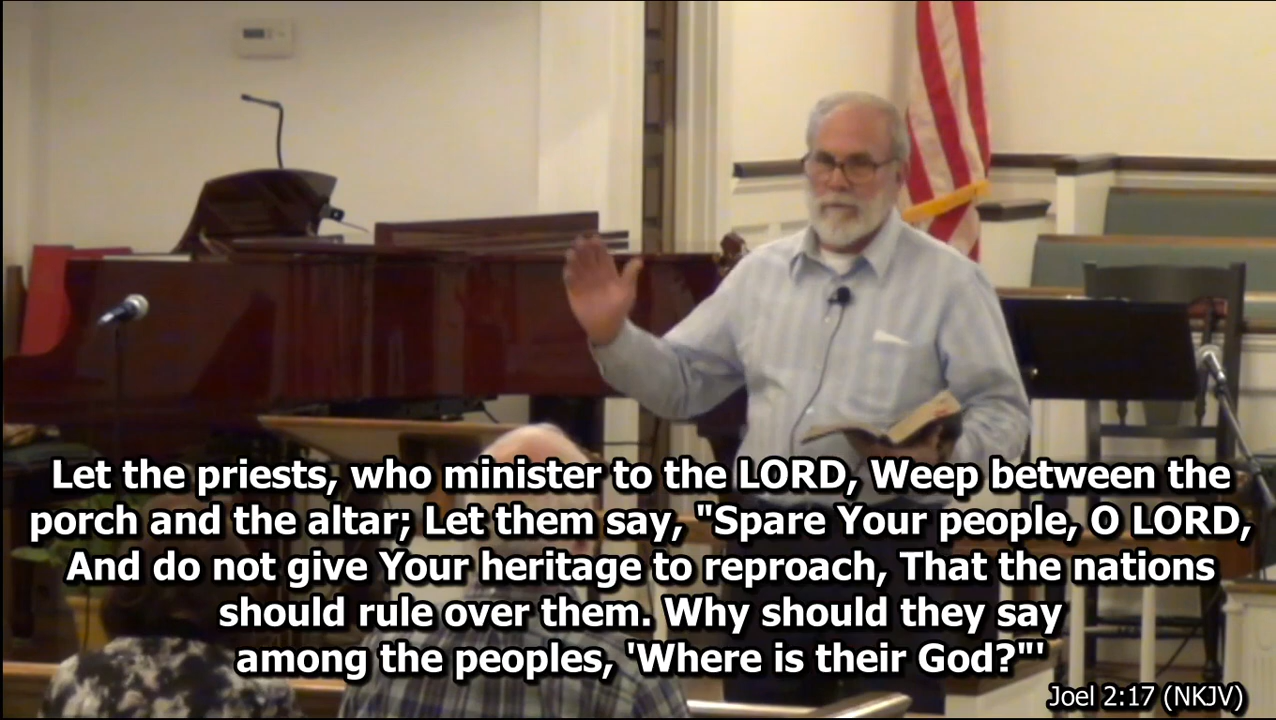 Let the priests, who minister to the LORD, Weep between the
porch and the altar; Let them say, "Spare Your people, O LORD,
And do not give Your heritage to reproach, That the nations
should rule over them. Why should they say
among the peoples, 'Where is their God?"'
Joel 2:17 (NKJV)